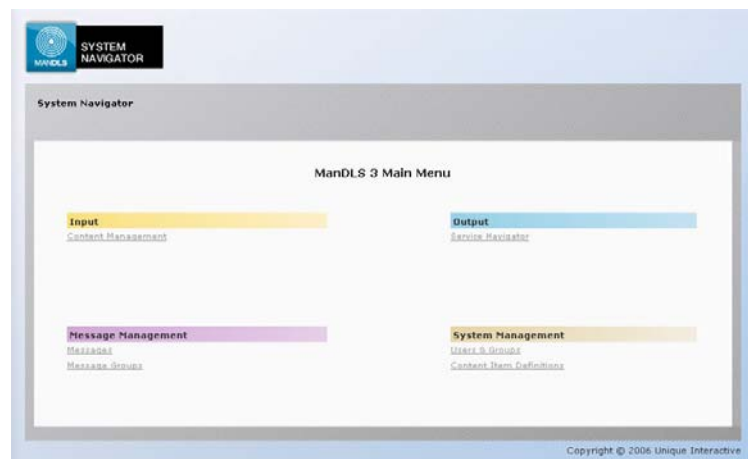 MANDLS
SYSTEM
NAVIGATOR
System Navigator
ManDLS 3 Main Menu
Input
Content Management
Output
Service Navigator
Message Management
Messages
Message Groups
System Management
Users & Groups
Content Item Definitions
Copyright © 2006 Unique Interactive